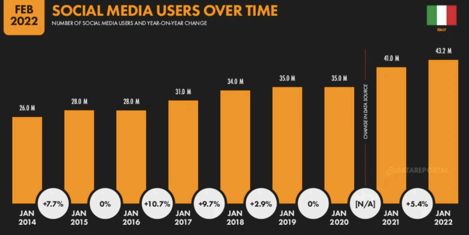 FEB
2022
SOCIAL MEDIA USERS OVER TIME
NUMBER OF SOCIAL MEDIA USERS AND YEAR-ON-YEAR CHANGE
ITALY
26.0 M
28.0 M
28.0 M
31.0 M
34.0 M
35.0 M
35.0 M
CHANGE IN DATA SOURCE
41.0 M
43.2 M
DATAREPORTAL
+7.7%
0%
+10.7%
+9.7%
+2.9%
0%
[N/A]
+5.4%
JAN
2014
JAN
2015
JAN
2016
JAN
2017
JAN
2018
JAN
2019
JAN
2020
JAN
2021
JAN
2022